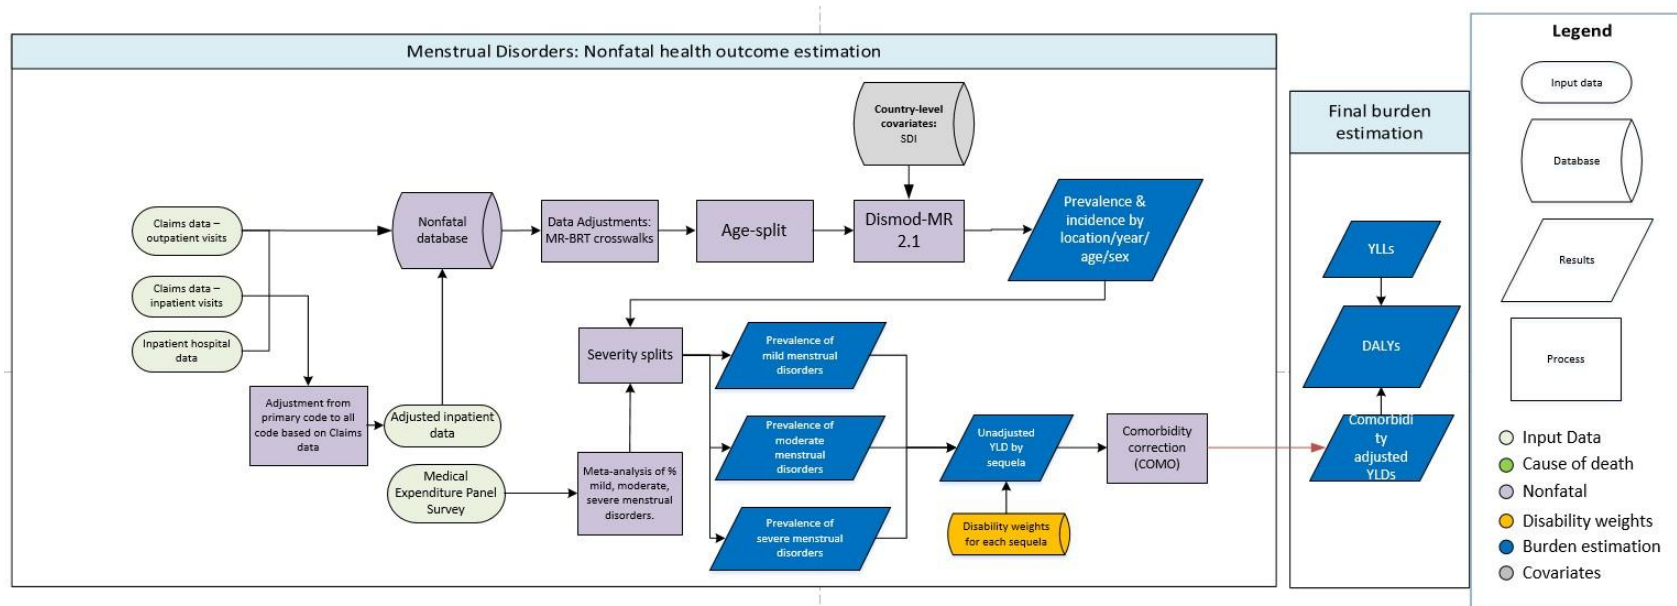 Menstrual Disorders: Nonfatal health outcome estimation
Country-level
covariates:
SDI
Claims data –
outpatient visits
Nonfatal
database
Data Adjustments:
MR-BRT crosswalks
Age-split
Dismod-MR
2.1
Prevalence &
incidence by
location/year/
age/sex
Claims data –
inpatient visits
Inpatient hospital
data
Adjustment from
primary code to all
code based on Claims
data
Adjusted inpatient
data
Medical
Expenditure Panel
Survey
Severity splits
Meta-analysis of %
mild, moderate,
severe menstrual
disorders.
Prevalence of
mild menstrual
disorders
Prevalence of
moderate
menstrual
disorders
Prevalence of
severe menstrual
disorders
Unadjusted
YLD by
sequela
Disability weights
for each sequela
Comorbidity
correction
(COMO)
Final burden
estimation
YLLs
DALYs
Comorbidi
ty
adjusted
YLDs
Legend
Input data
Database
Results
Process
Input Data
Cause of death
Nonfatal
Disability weights
Burden estimation
Covariates